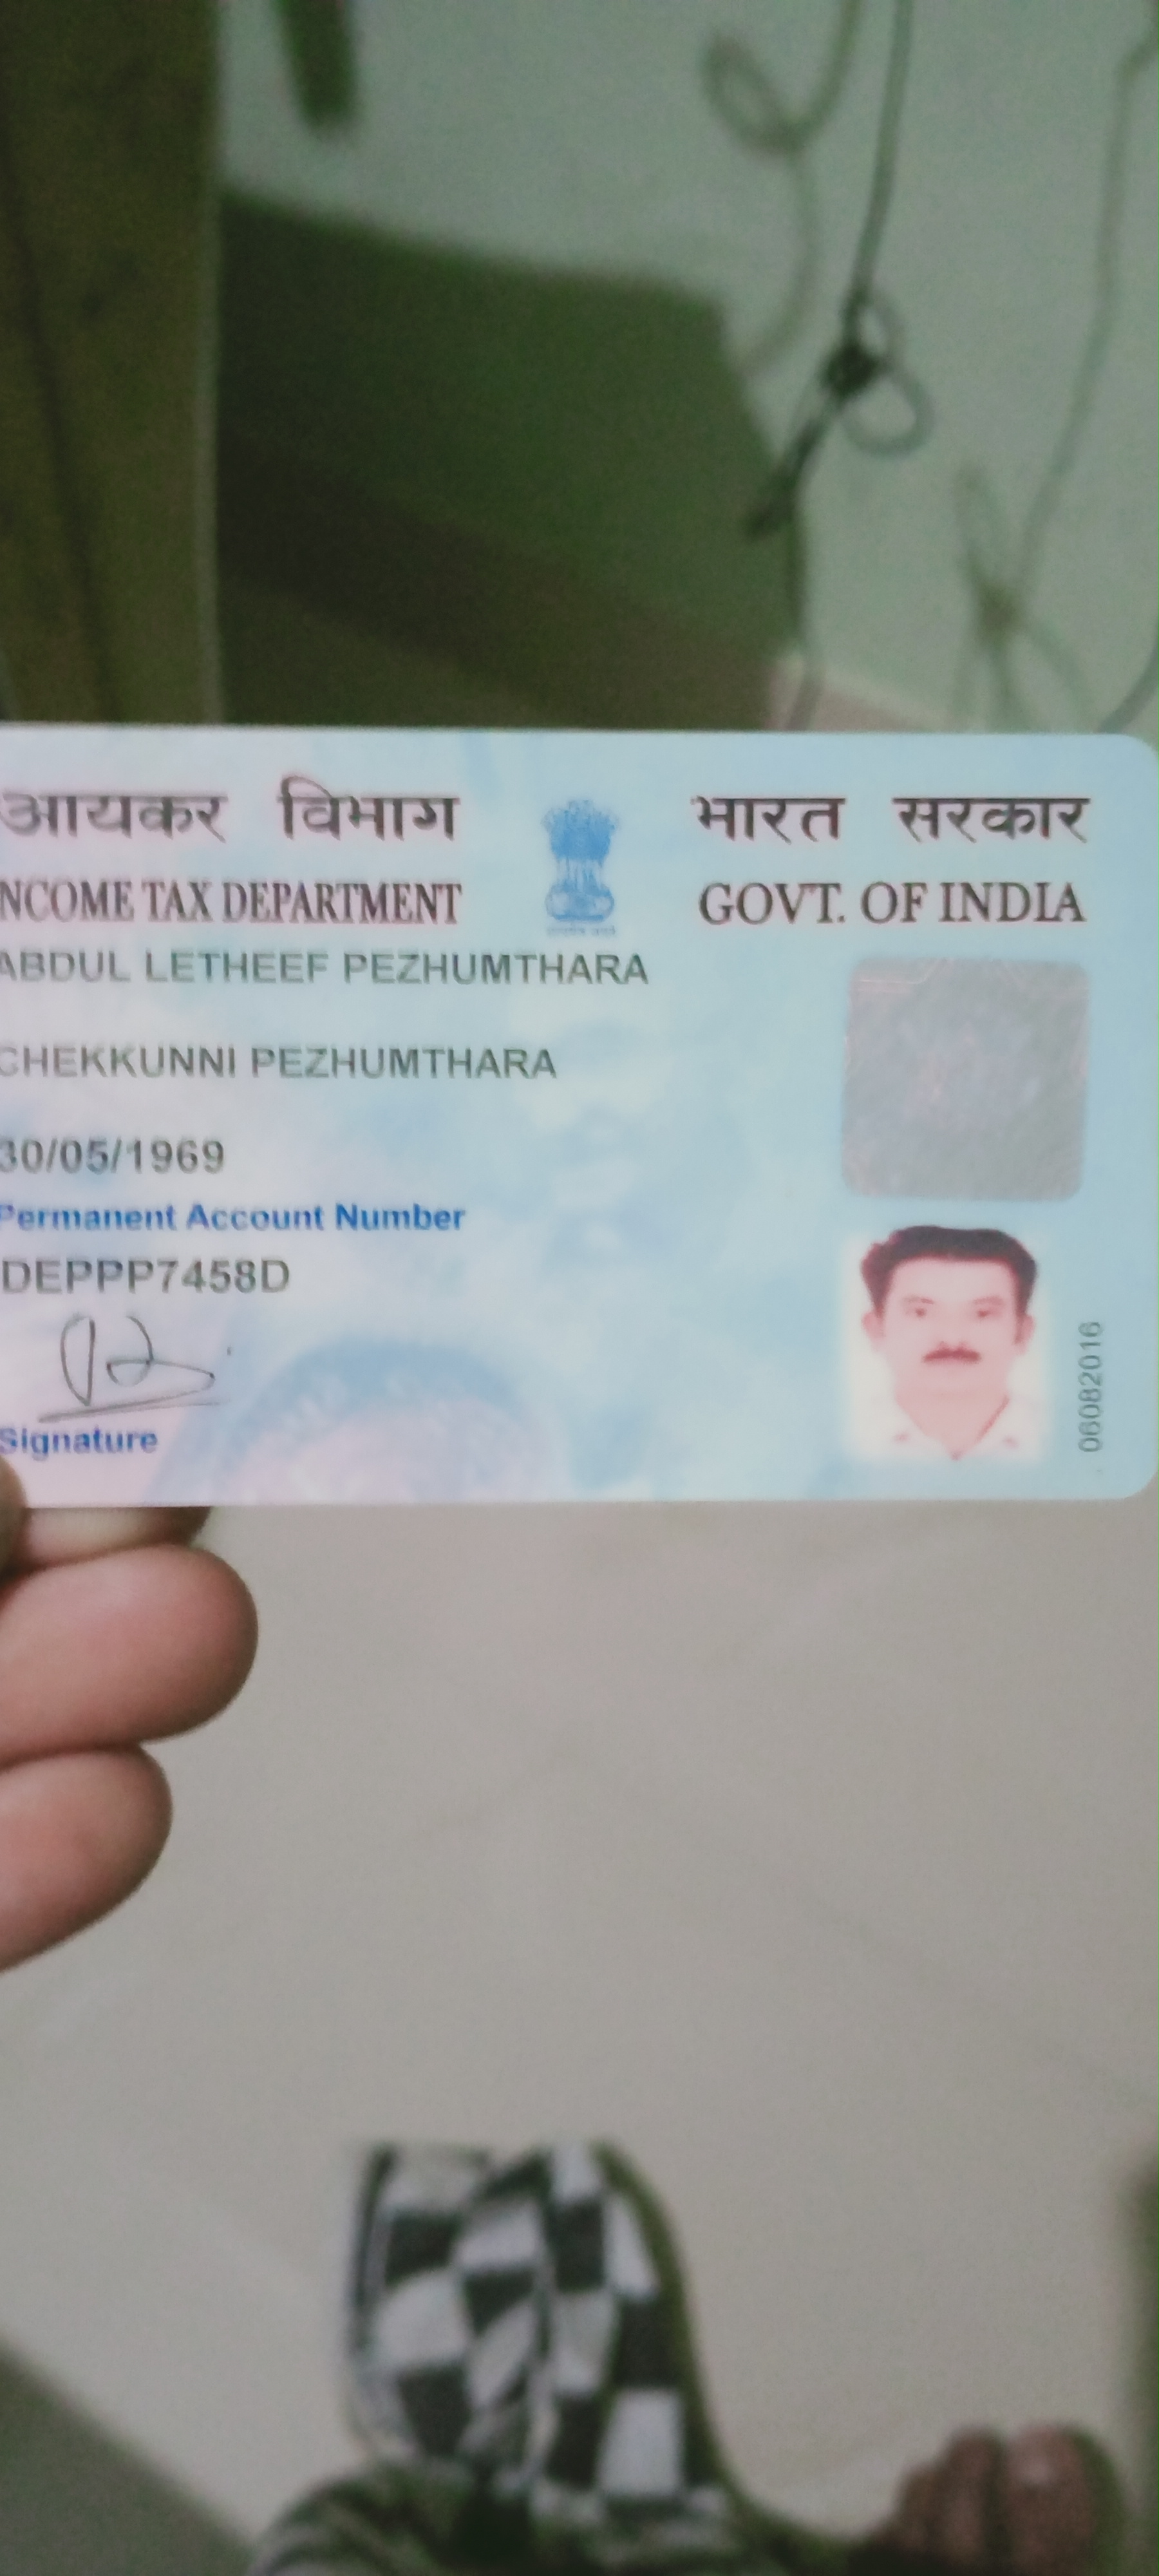 आयकर विभाग
INCOME TAX DEPARTMENT
भारत सरकार
GOVT. OF INDIA
ABDUL LETHEEF PEZHUMTHARA
CHEKKUNNI PEZHUMTHARA
30/05/1969
Permanent Account Number
DEPPP7458D
Signature
06082016